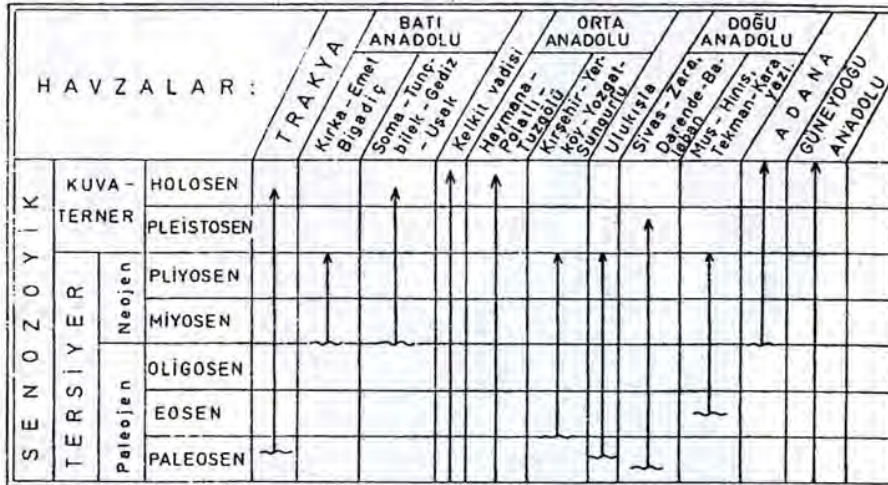 HAVZALAR:
TRAKYA
BATI
ANADOLU
Kırka-Emet
Bigadiç
Soma-Tunç-
bilek-Gediz
-Uşak
Kelkit vadisi
ORTA
ANADOLU
Haymana-
Polatlı-
Tuzgölü
Kırşehir-Yer-
köy-Yozgat-
Sungurlu
Ulukışla
DOĞU
ANADOLU
Sivas-Zara,
Darende-Ba-
laban
Muş-Hınıs,
Tekman-Kara
yazı.
ADANA
GÜNEYDOĞU
ANADOLU
SENOZOYİK
KUVA-
TERNER
HOLOSEN
PLEİSTOSEN
TERSİYER
Neojen
PLİYOSEN
MİYOSEN
Paleojen
OLİGOSEN
EOSEN
PALEOSEN